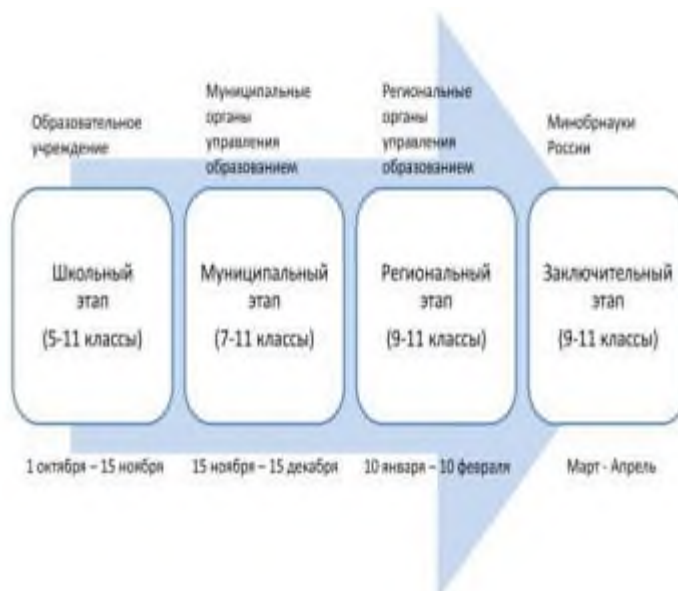 Образовательное
учреждение
Муниципальные
органы
управления
образованием
Региональные
органы
управления
образованием
Минобрнауки
России
Школьный
этап
(5-11 классы)
Муниципальный
этап
(7-11 классы)
Региональный
этап
(9-11 классы)
Заключительный
этап
(9-11 классы)
1 октября – 15 ноября
15 ноября – 15 декабря
10 января – 10 февраля
Март - Апрель